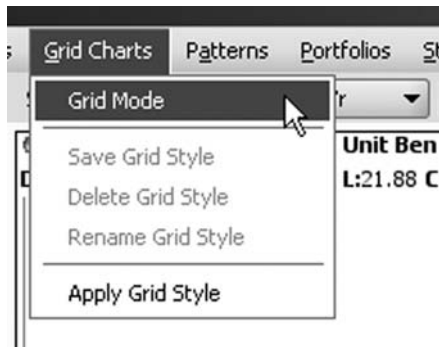 Grid Charts Patterns Portfolios
Grid Mode
Unit Ben
Save Grid Style
L:21.88 C
Delete Grid Style
Rename Grid Style
Apply Grid Style